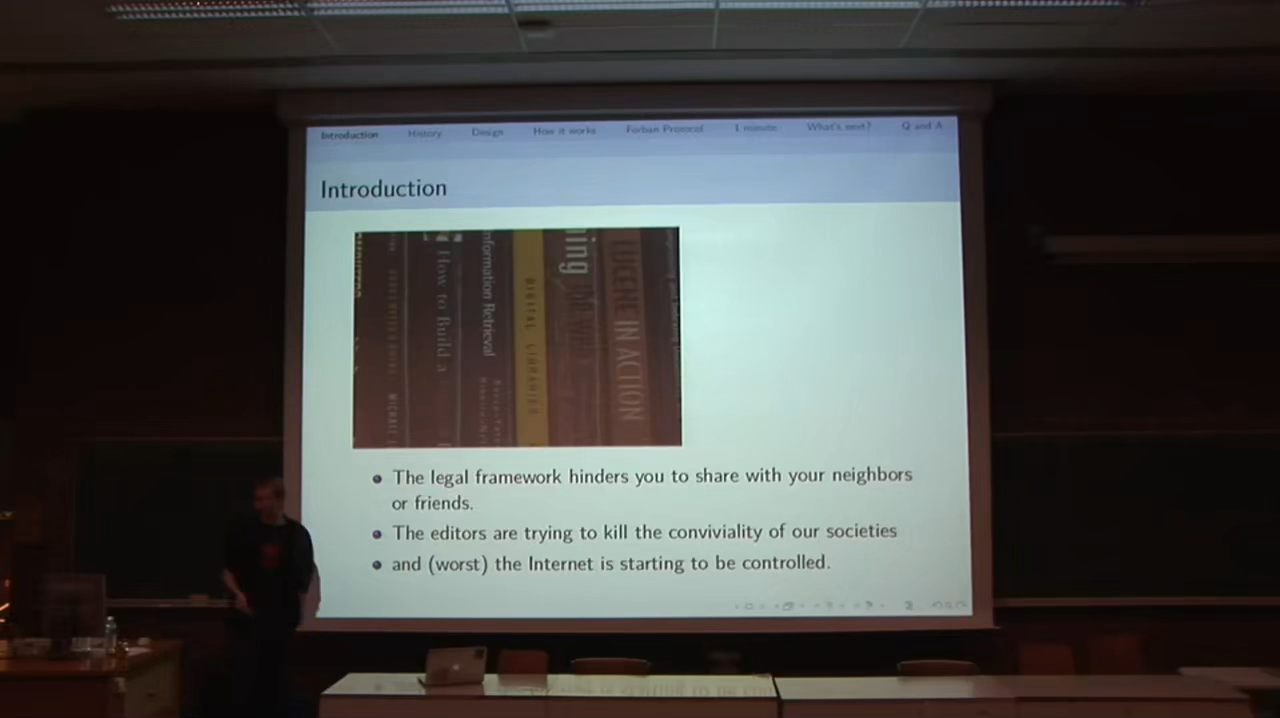 Introduction History Design How it works Forban Protocol 1 minute What's next? Q and A
Introduction
How to Build a
Information Retrieval
DIGITAL LIBRARIES
LUCENE IN ACTION
The legal framework hinders you to share with your neighbors
or friends.
The editors are trying to kill the conviviality of our societies
and (worst) the Internet is starting to be controlled.